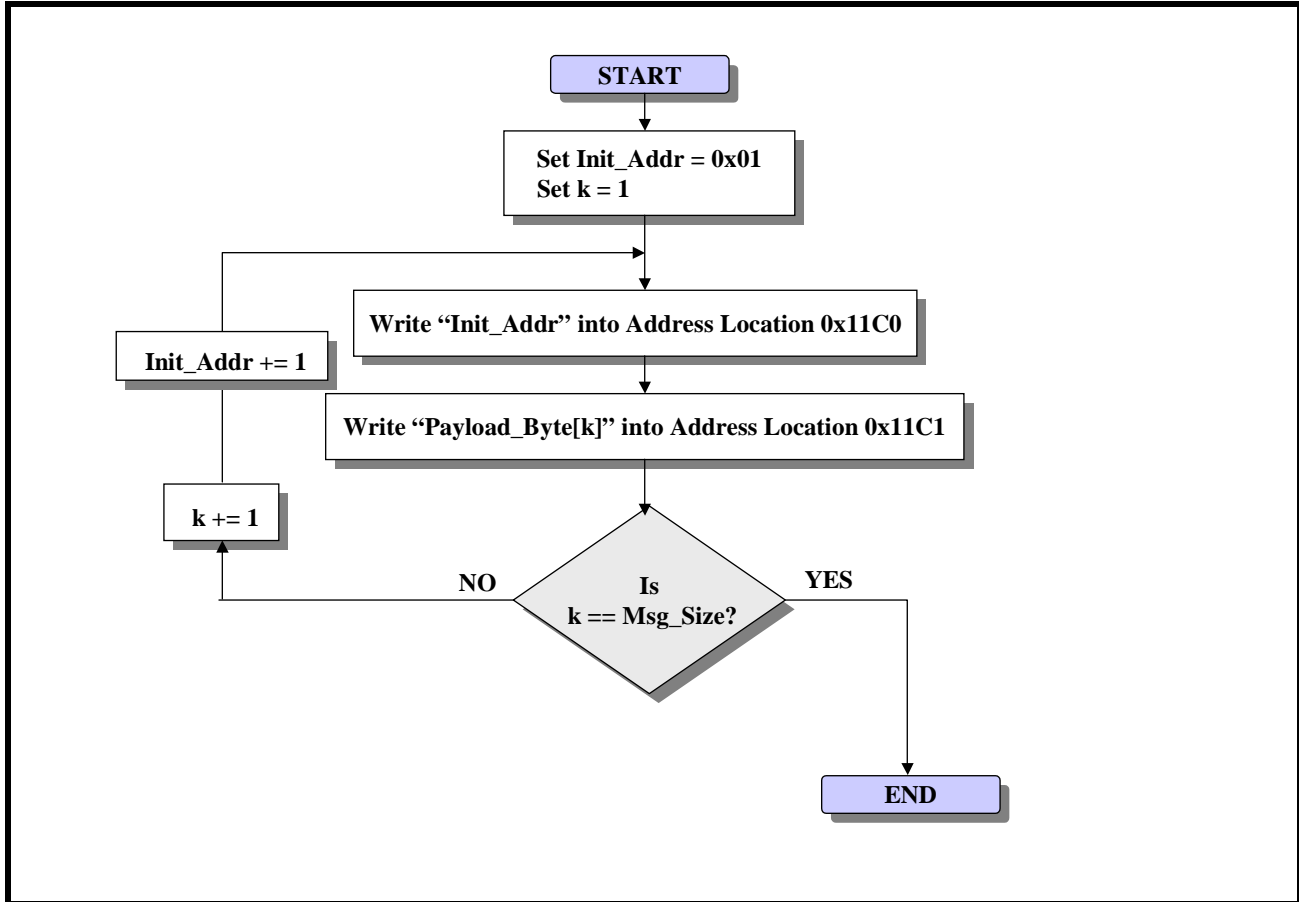 START
Set Init_Addr = 0x01
Set k = 1
Write “Init_Addr” into Address Location 0x11C0
Init_Addr += 1
Write “Payload_Byte[k]” into Address Location 0x11C1
k += 1
NO
YES
Is
k == Msg_Size?
END